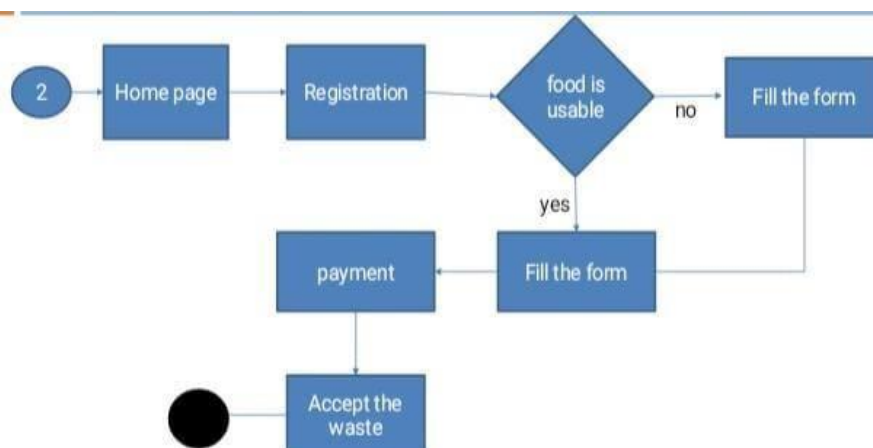 2
Home page
Registration
food is
usable
no
Fill the form
yes
payment
Fill the form
Accept the
waste